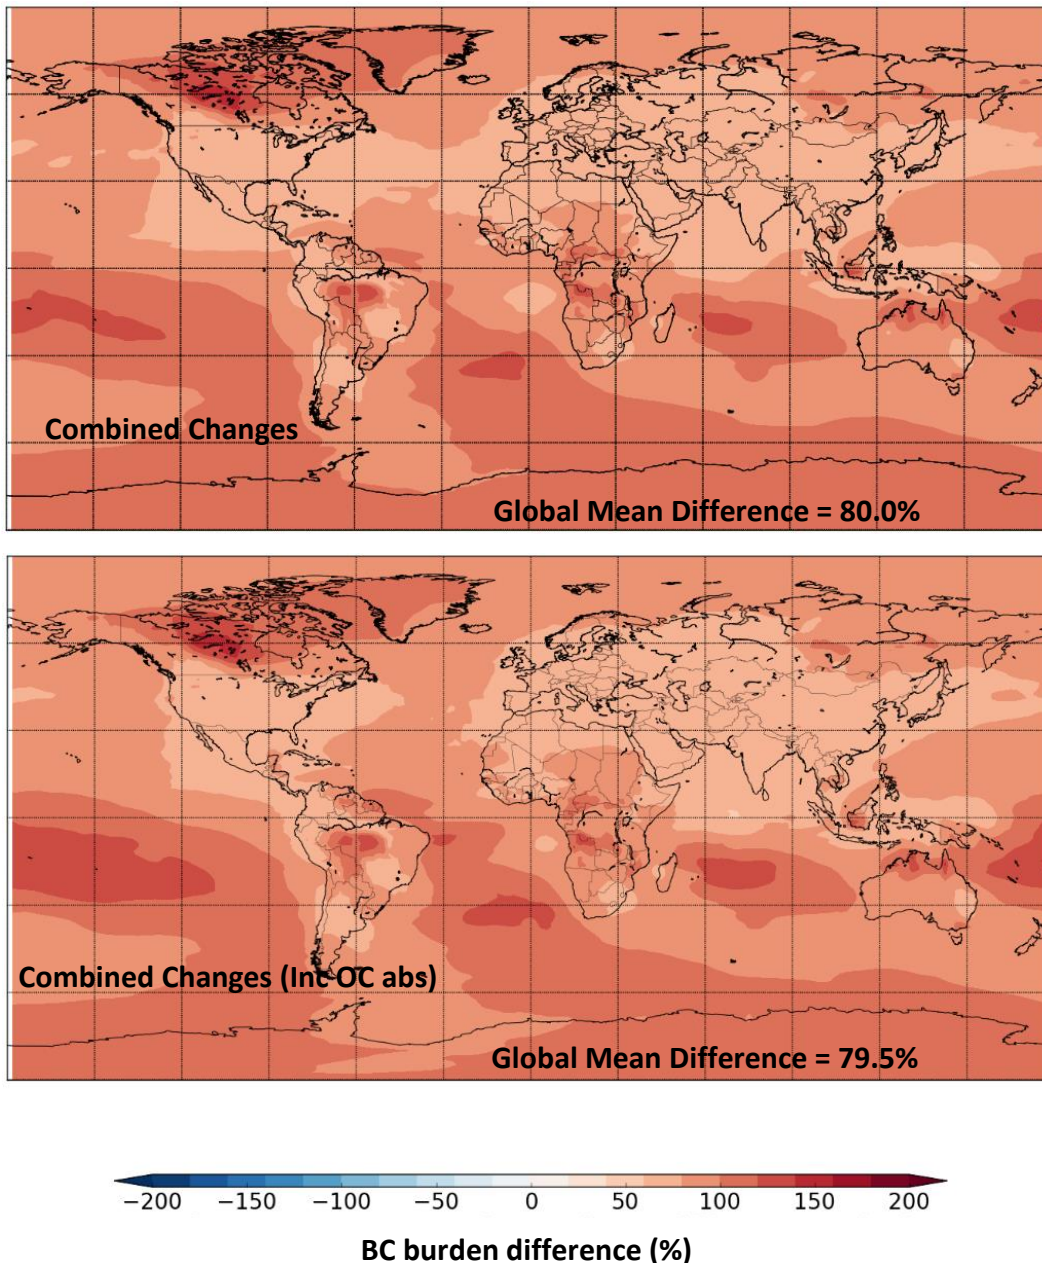 Combined Changes
Global Mean Difference = 80.0%
Combined Changes (Inc OC abs)
Global Mean Difference = 79.5%
−200 −150 −100 −50 0 50 100 150 200
BC burden difference (%)